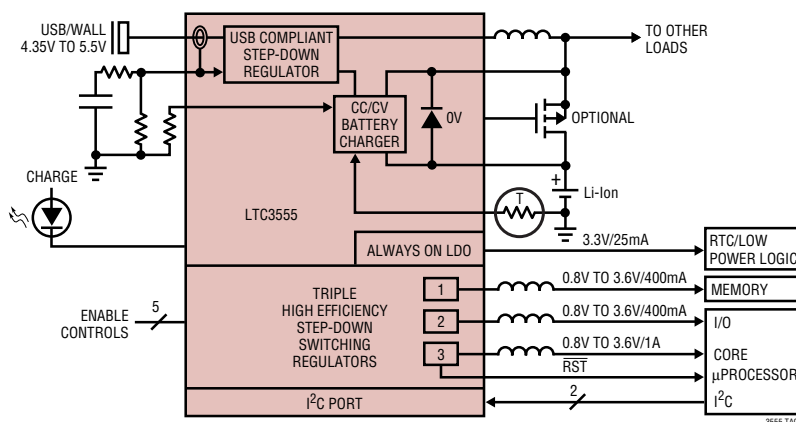 USB/WALL
4.35V TO 5.5V
USB COMPLIANT
STEP-DOWN
REGULATOR
TO OTHER
LOADS
CC/CV
BATTERY
CHARGER
0V
OPTIONAL
CHARGE
LTC3555
T
+
Li-Ion
ALWAYS ON LDO
3.3V/25mA
RTC/LOW
POWER LOGIC
TRIPLE
HIGH EFFICIENCY
STEP-DOWN
SWITCHING
REGULATORS
1
0.8V TO 3.6V/400mA
MEMORY
ENABLE
CONTROLS
5
2
0.8V TO 3.6V/400mA
I/O
3
0.8V TO 3.6V/1A
CORE
RST
µPROCESSOR
I²C PORT
2
I²C